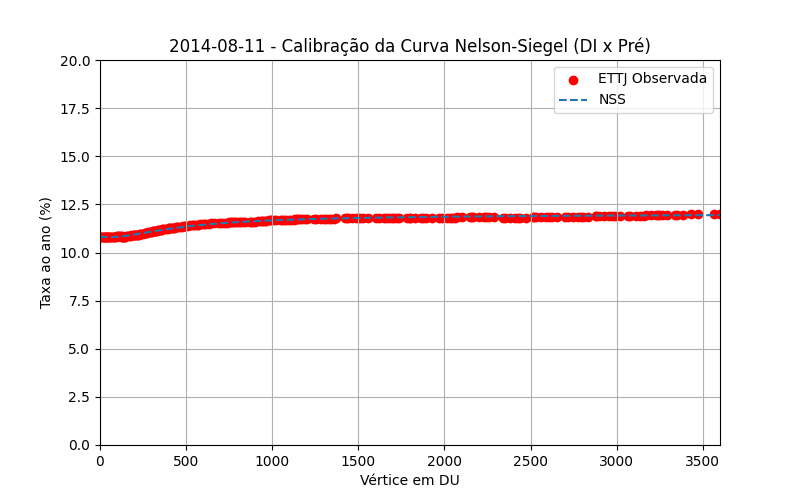 2014-08-11 - Calibração da Curva Nelson-Siegel (DI x Pré)
ETTJ Observada
NSS
Taxa ao ano (%)
20.0
17.5
15.0
12.5
10.0
7.5
5.0
2.5
0.0
0 500 1000 1500 2000 2500 3000 3500
Vértice em DU